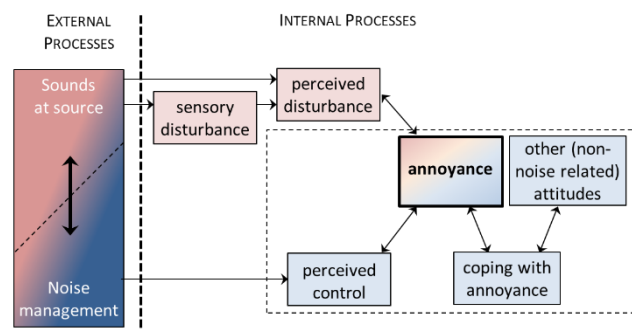 EXTERNAL
PROCESSES
INTERNAL PROCESSES
Sounds
at source
sensory
disturbance
perceived
disturbance
annoyance
other (non-
noise related)
attitudes
Noise
management
perceived
control
coping with
annoyance